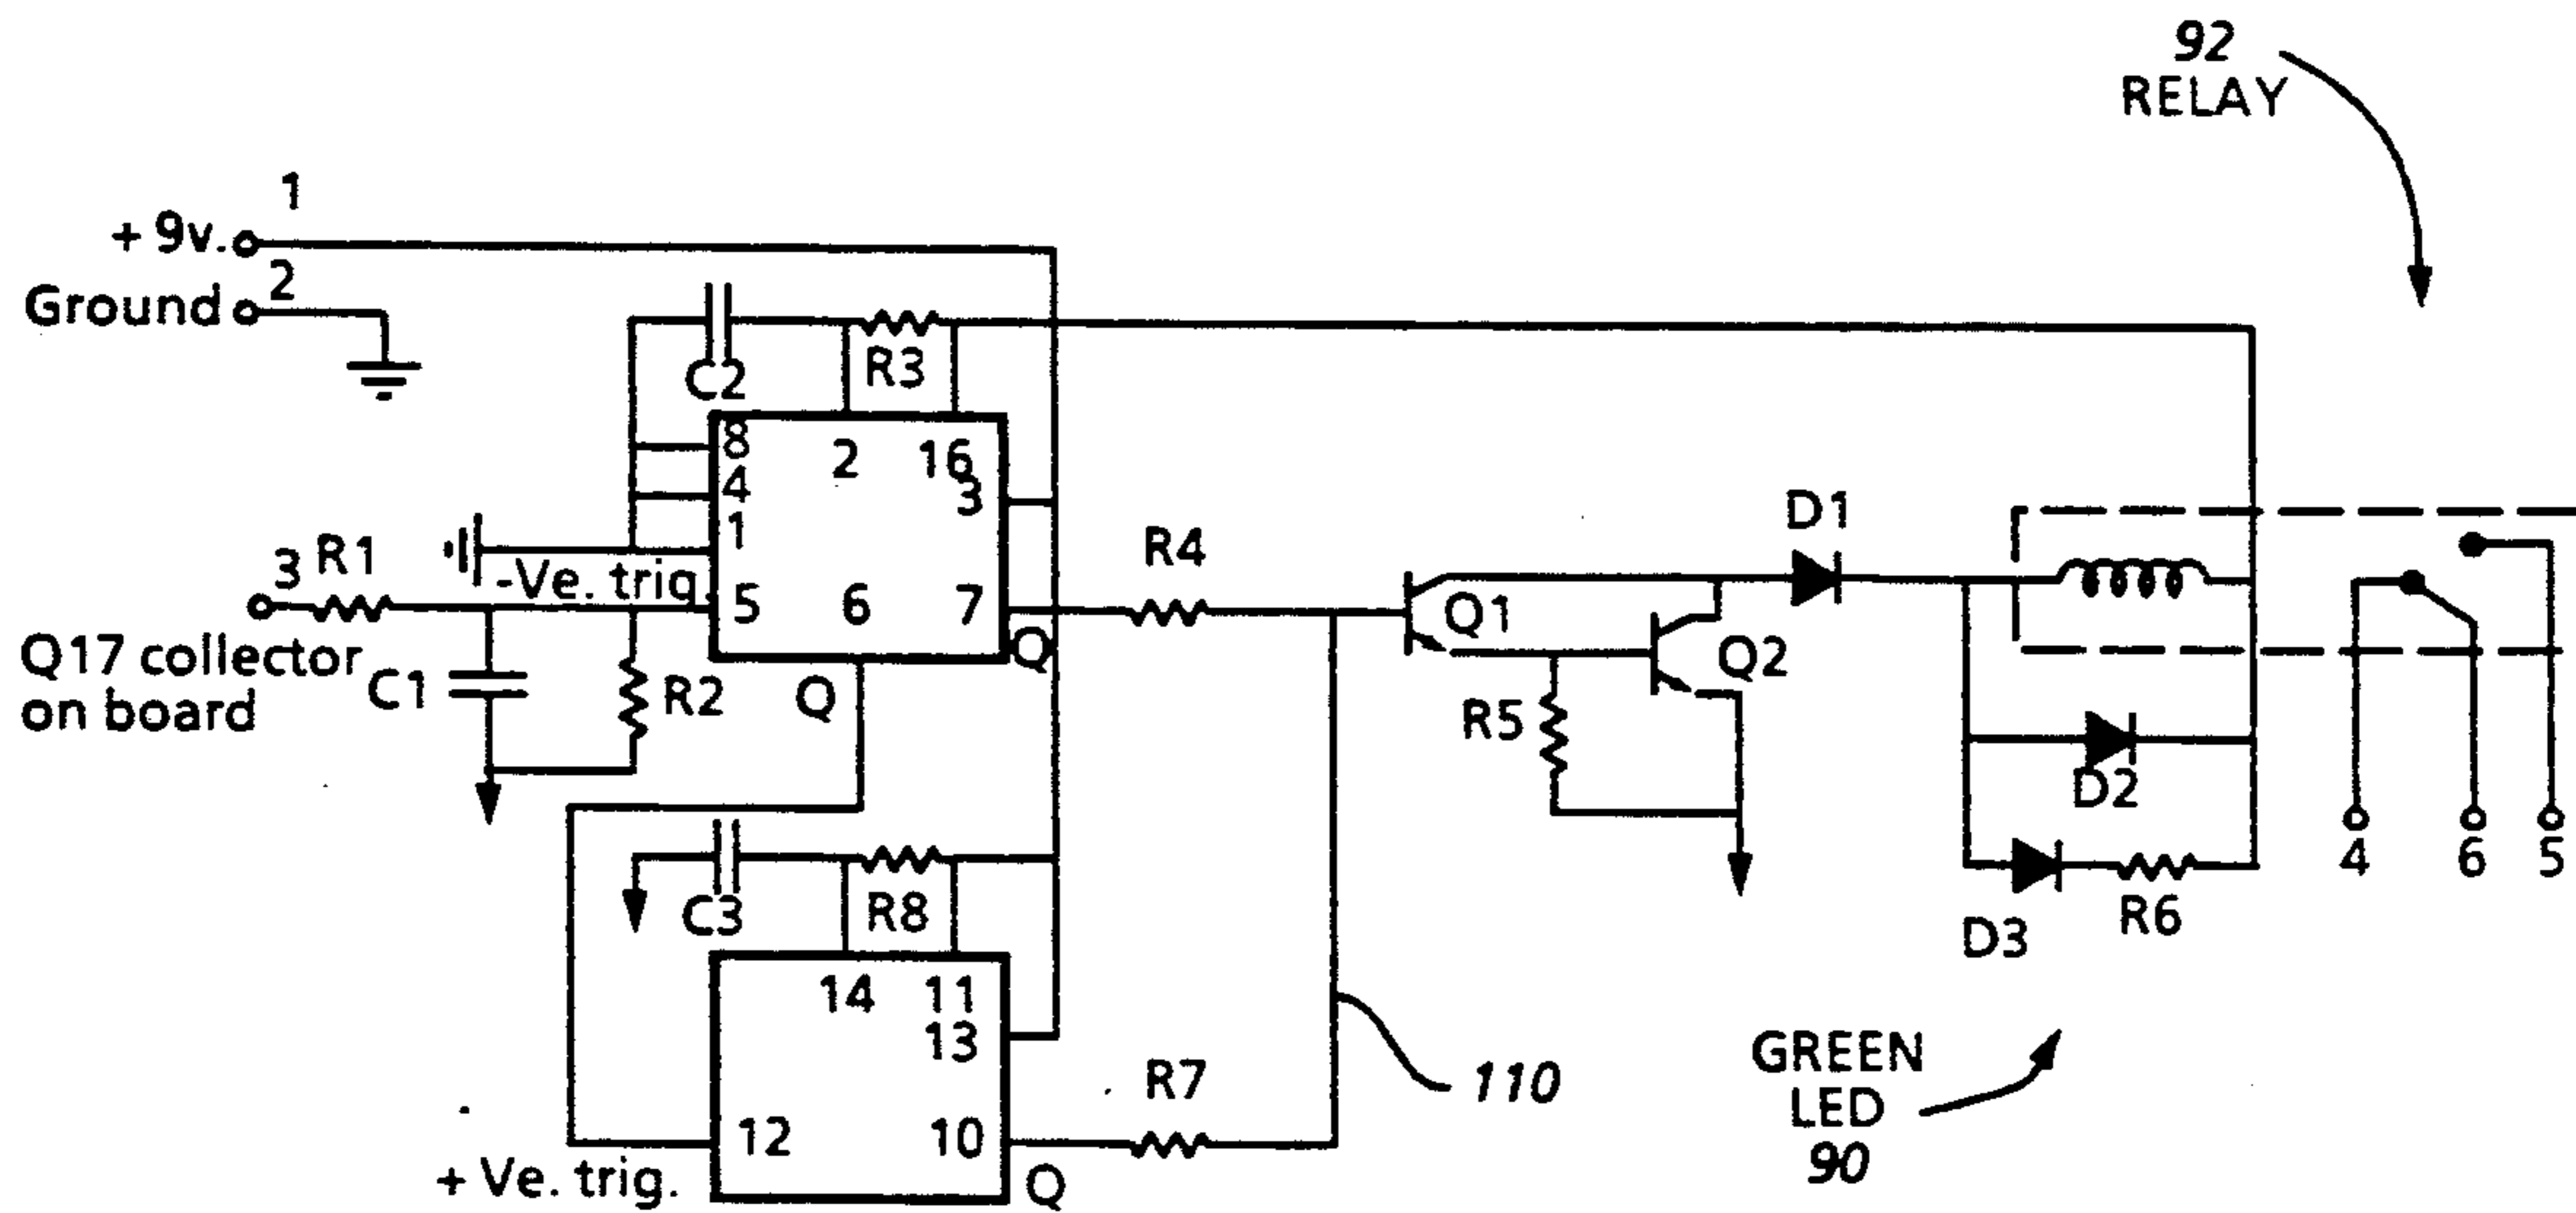 92
RELAY
1
+ 9v.
2
Ground
C2
R3
8
2
16
4
3
D1
1
R4
3
R1
-Ve. trig.
5
6
7
Q1
Q17 collector
on board
C1
R2
Q
Q
Q2
R5
D2
4
6
5
C3
R8
D3
R6
14
11
13
GREEN
LED
90
110
R7
12
10
+ Ve. trig.
Q